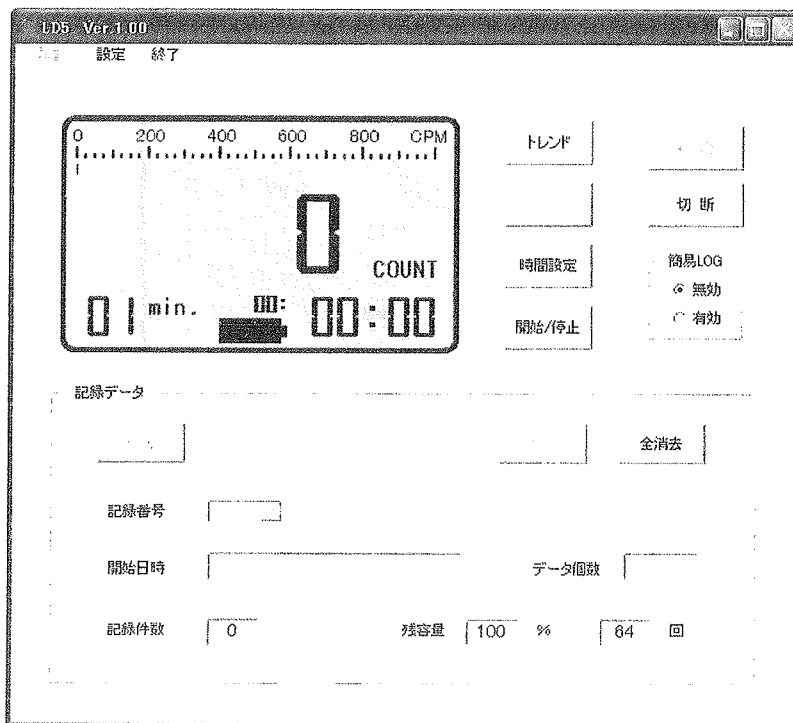 LD5 Ver.1.00
設定 終了
0 200 400 600 800 CPM
0
COUNT
01 min. 00: 00:00
トレンド
切 断
時間設定
簡易LOG
無効
有効
開始/停止
記録データ
全消去
記録番号
開始日時 データ個数
記録件数 0 残容量 100 % 64 回